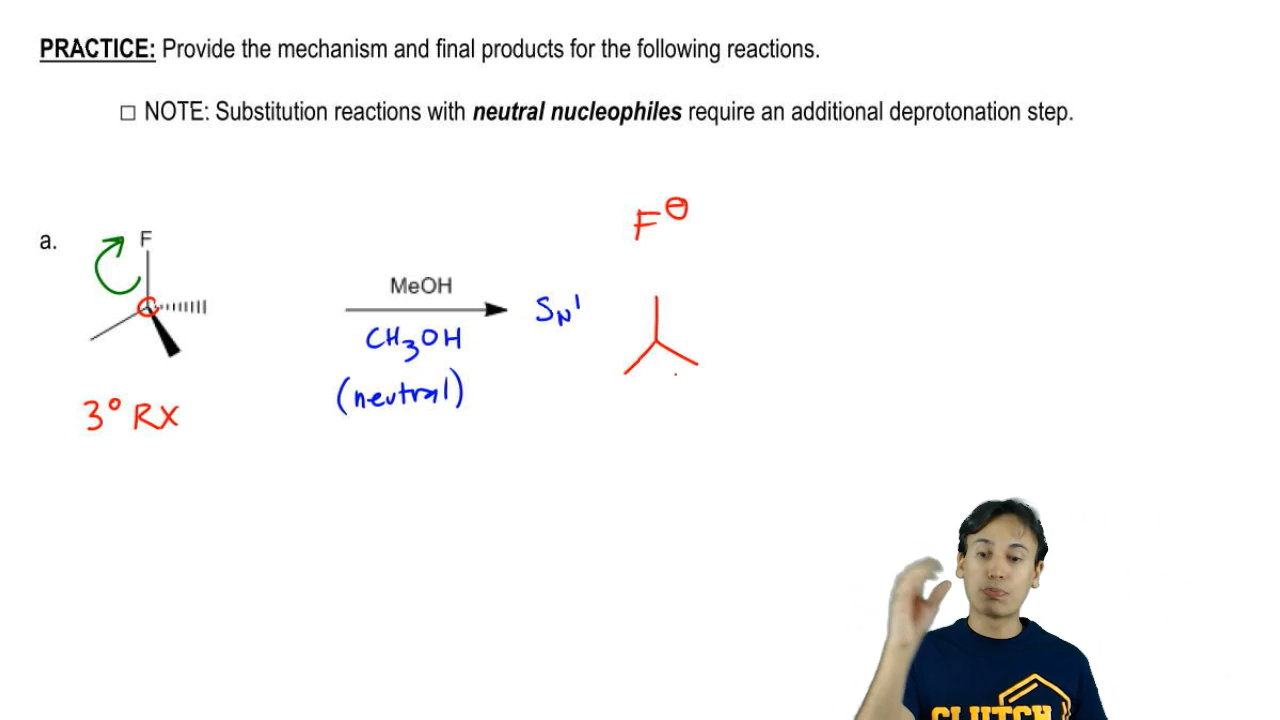 PRACTICE: Provide the mechanism and final products for the following reactions.
□ NOTE: Substitution reactions with neutral nucleophiles require an additional deprotonation step.
a.
F
MeOH
CH₃OH
(neutral)
SN1
F⊖
3° RX
CLUTCH